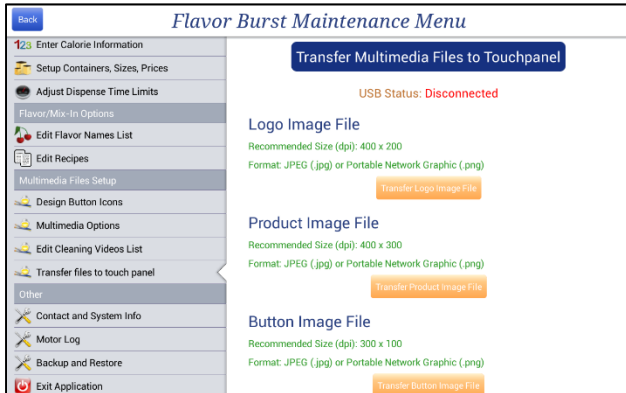 Back
Flavor Burst Maintenance Menu
123 Enter Calorie Information
Setup Containers, Sizes, Prices
Adjust Dispense Time Limits
Flavor/Mix-In Options
Edit Flavor Names List
Edit Recipes
Multimedia Files Setup
Design Button Icons
Multimedia Options
Edit Cleaning Videos List
Transfer files to touch panel
Other
Contact and System Info
Motor Log
Backup and Restore
Exit Application
Transfer Multimedia Files to Touchpanel
USB Status: Disconnected
Logo Image File
Recommended Size (dpi): 400 x 200
Format: JPEG (.jpg) or Portable Network Graphic (.png)
Transfer Logo Image File
Product Image File
Recommended Size (dpi): 400 x 300
Format: JPEG (.jpg) or Portable Network Graphic (.png)
Transfer Product Image File
Button Image File
Recommended Size (dpi): 300 x 100
Format: JPEG (.jpg) or Portable Network Graphic (.png)
Transfer Button Image File